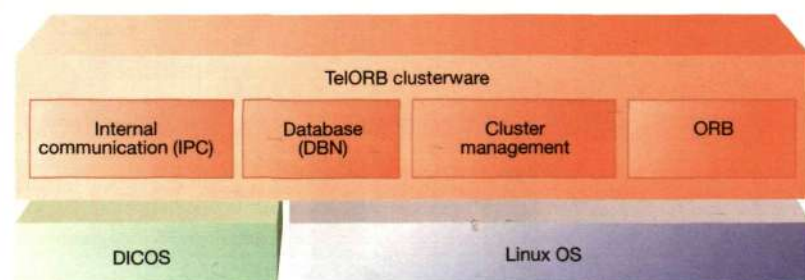 TelORB clusterware
Internal
communication (IPC)
Database
(DBN)
Cluster
management
ORB
DICOS
Linux OS